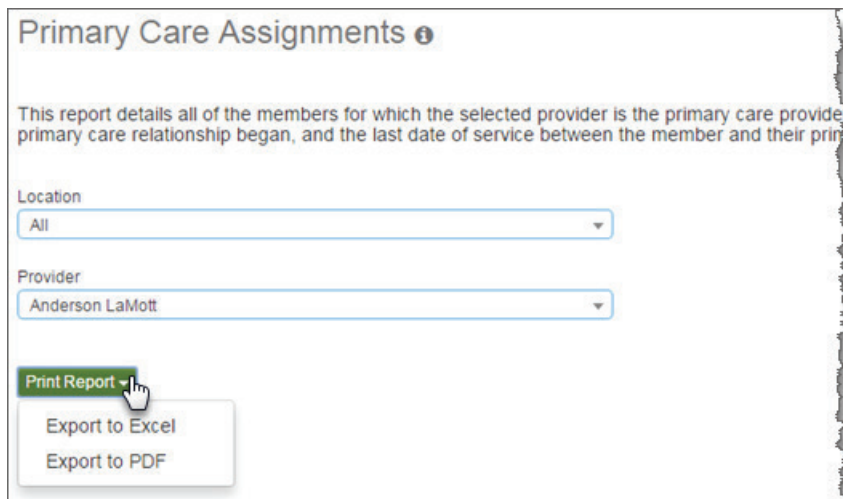 Primary Care Assignments
This report details all of the members for which the selected provider is the primary care
primary care relationship began, and the last date of service between the member and their
Location
All
Provider
Anderson LaMott
Print Report
Export to Excel
Export to PDF